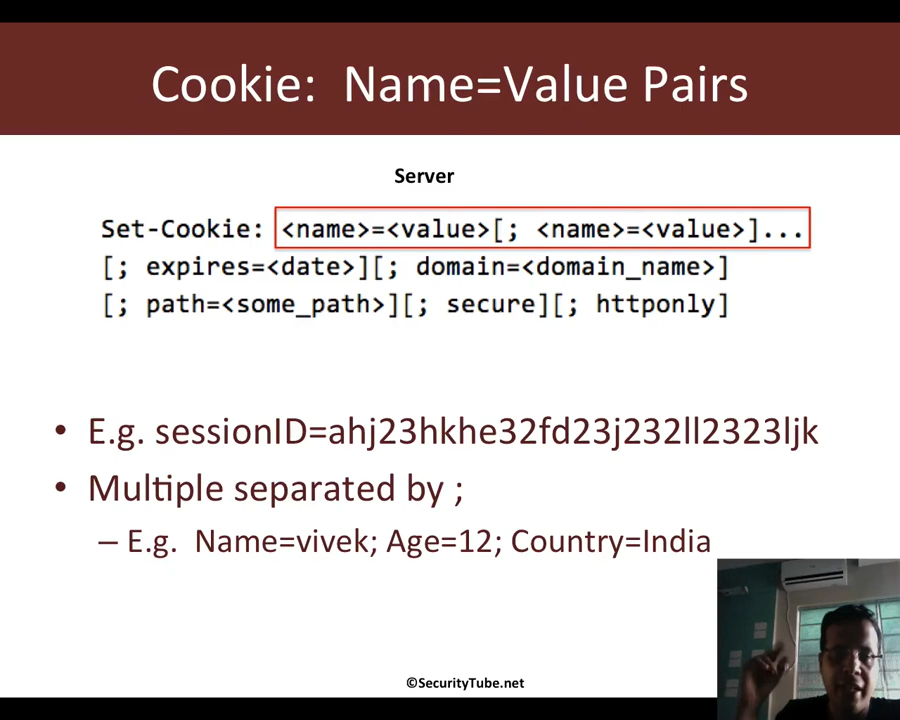 Cookie: Name=Value Pairs
Server
Set-Cookie: <name>=<value>[; <name>=<value>]...
[; expires=<date>][; domain=<domain_name>]
[; path=<some_path>][; secure][; httponly]
• E.g. sessionID=ahj23hkhe32fd23j232ll2323ljk
• Multiple separated by ;
– E.g. Name=vivek; Age=12; Country=India
©SecurityTube.net